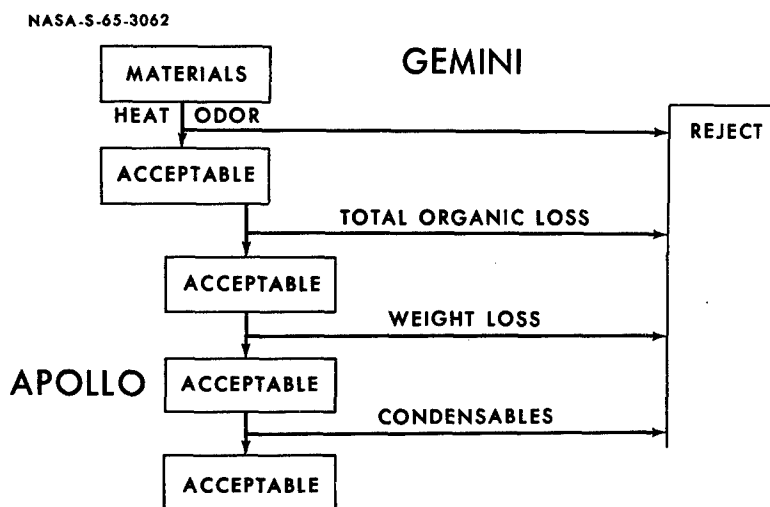 NASA-S-65-3062
GEMINI
MATERIALS
HEAT ODOR
REJECT
ACCEPTABLE
TOTAL ORGANIC LOSS
ACCEPTABLE
WEIGHT LOSS
APOLLO
ACCEPTABLE
CONDENSABLES
ACCEPTABLE